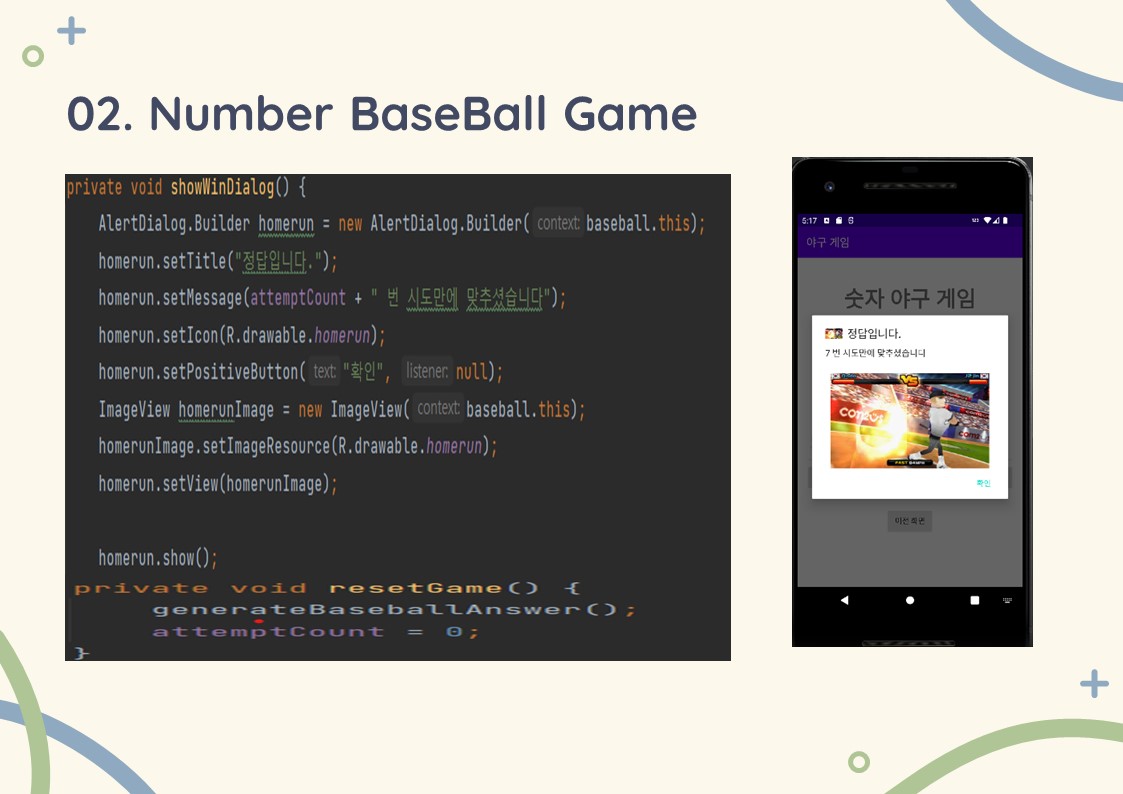 02. Number BaseBall Game
private void showWinDialog() {
AlertDialog.Builder homerun = new AlertDialog.Builder( context: baseball.this);
homerun.setTitle("정답입니다.");
homerun.setMessage(attemptCount + " 번 시도만에 맞추셨습니다");
homerun.setIcon(R.drawable.homerun);
homerun.setPositiveButton( text: "확인", listener: null);
ImageView homerunImage = new ImageView( context: baseball.this);
homerunImage.setImageResource(R.drawable.homerun);
homerun.setView(homerunImage);
homerun.show();
private void resetGame() {
generateBaseballAnswer();
attemptCount = 0;
}
5:17
야구 게임
숫자 야구 게임
정답입니다.
7 번 시도만에 맞추셨습니다
VS
확인
이전 화면